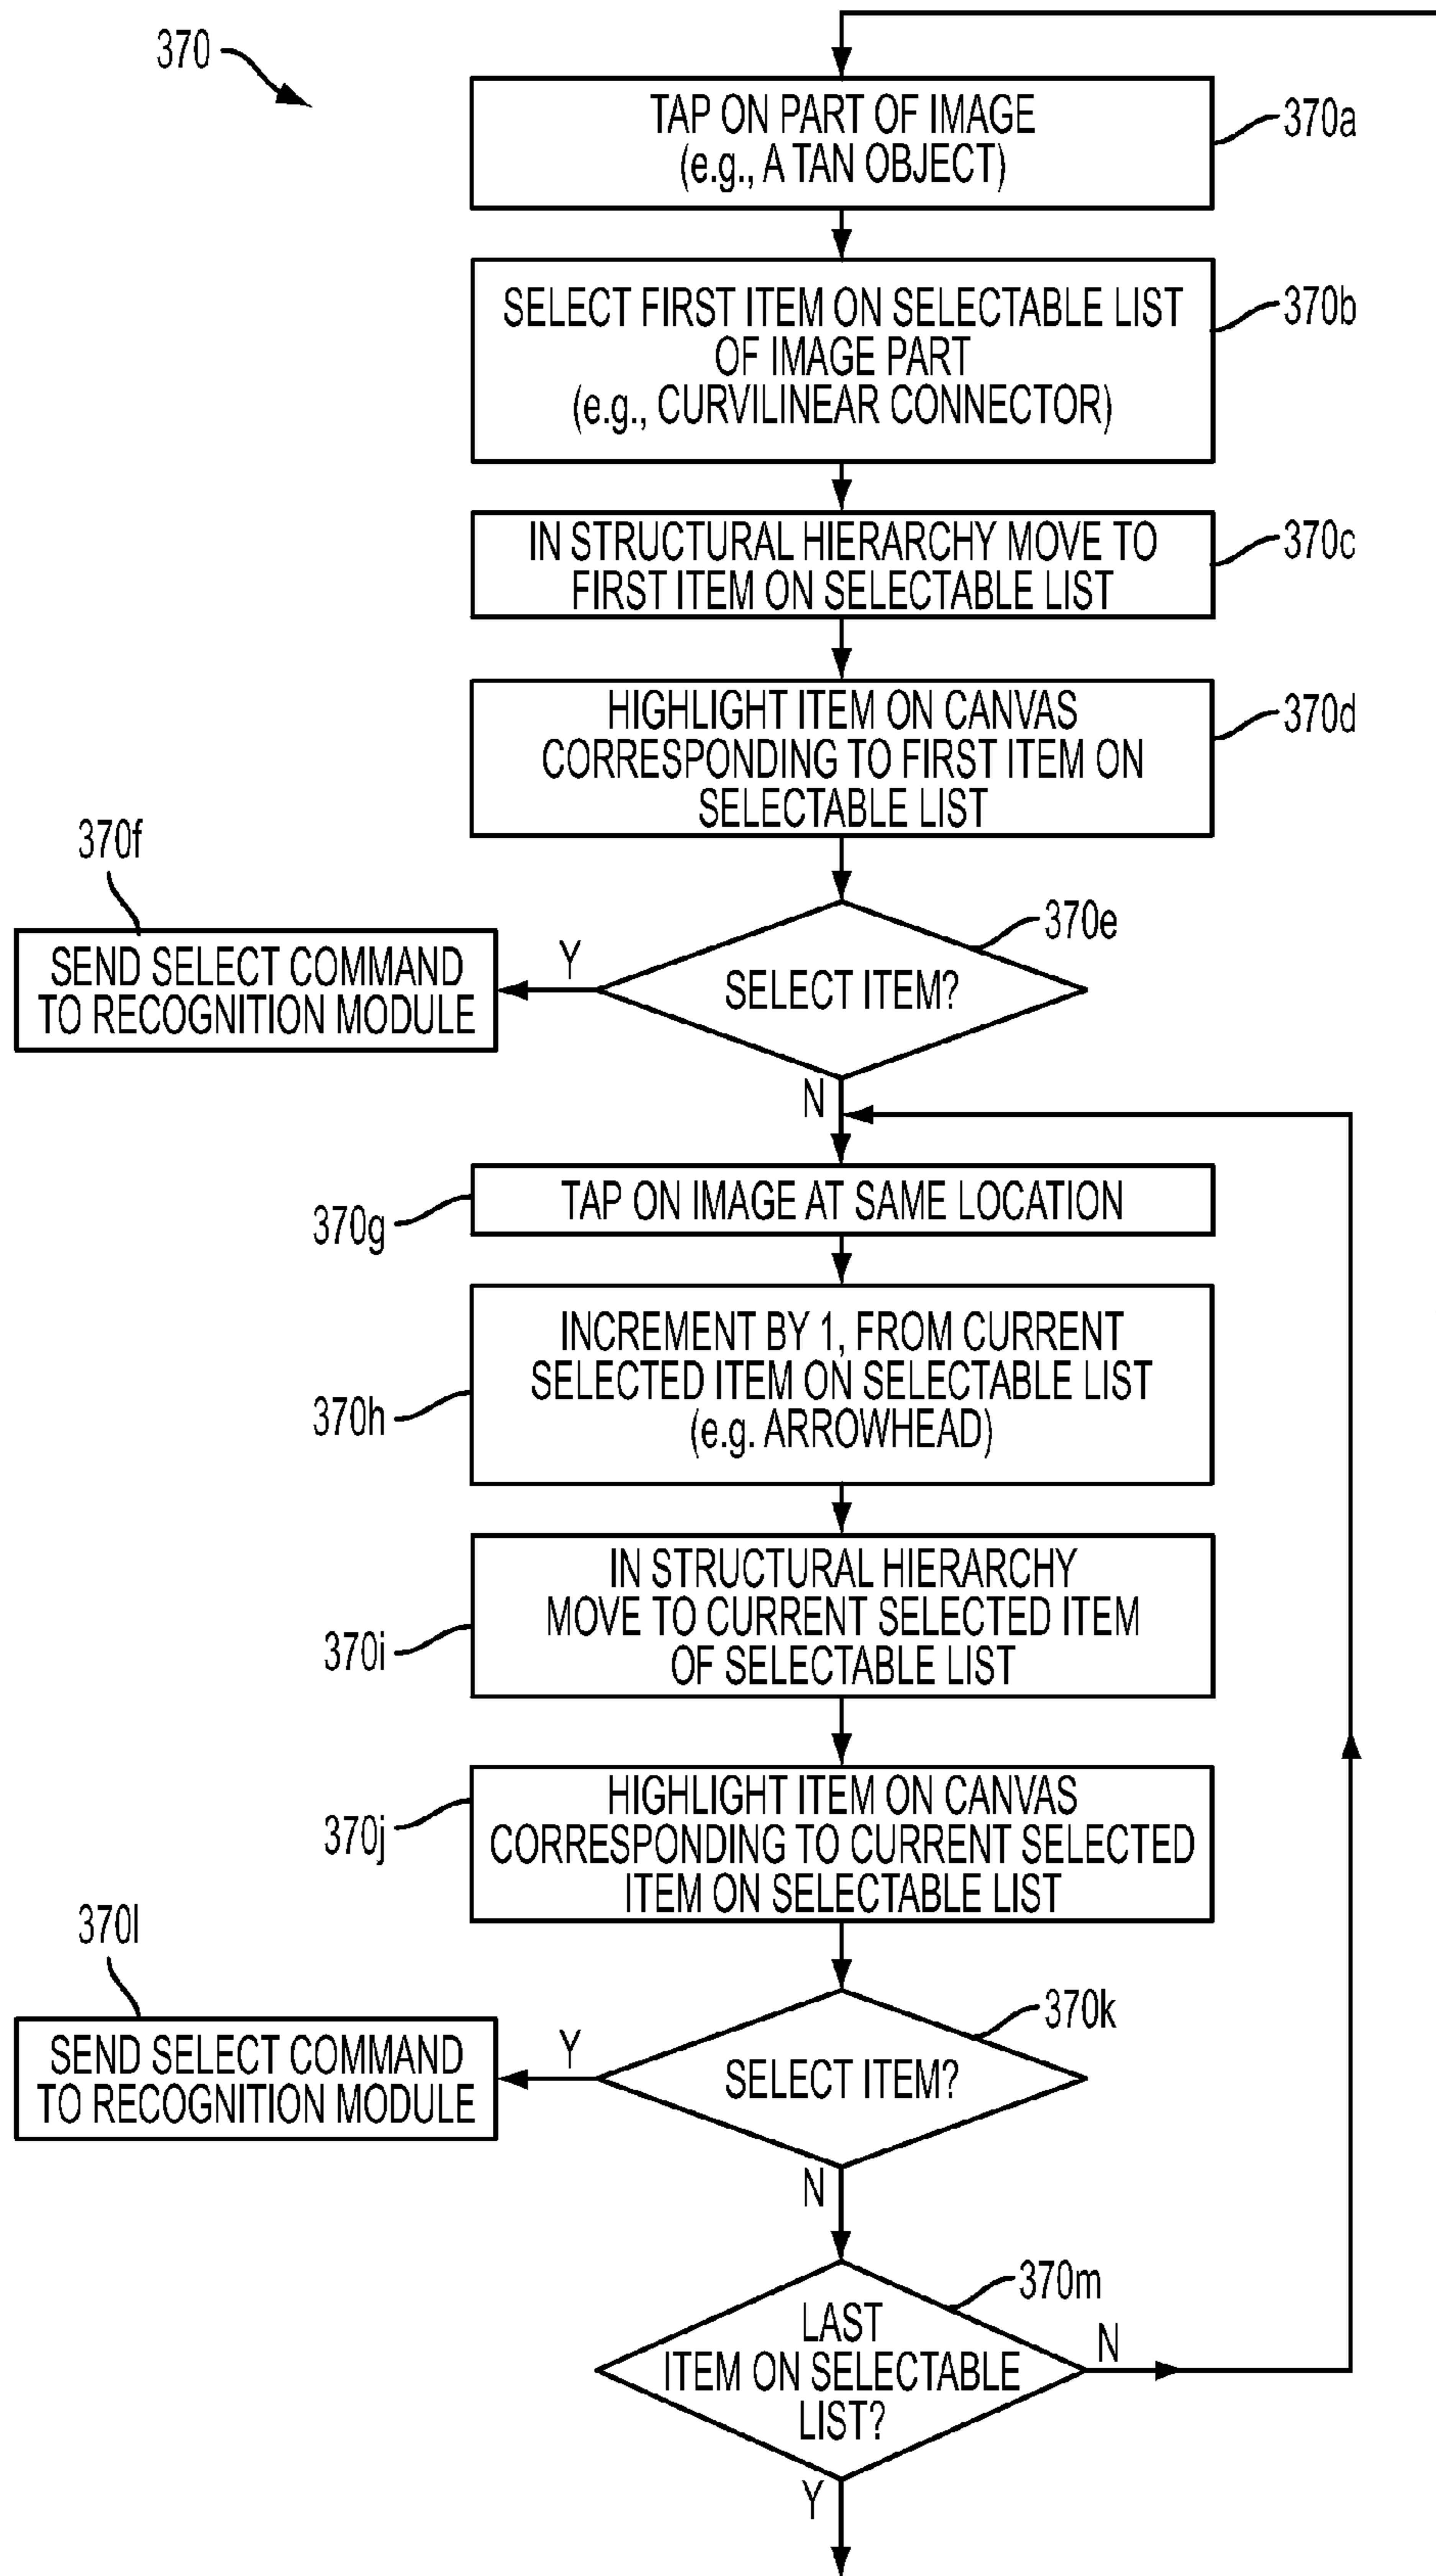 370
TAP ON PART OF IMAGE
(e.g., A TAN OBJECT)
370a
SELECT FIRST ITEM ON SELECTABLE LIST
OF IMAGE PART
(e.g., CURVILINEAR CONNECTOR)
370b
IN STRUCTURAL HIERARCHY MOVE TO
FIRST ITEM ON SELECTABLE LIST
370c
HIGHLIGHT ITEM ON CANVAS
CORRESPONDING TO FIRST ITEM ON
SELECTABLE LIST
370d
370f
SEND SELECT COMMAND
TO RECOGNITION MODULE
Y
SELECT ITEM?
370e
N
TAP ON IMAGE AT SAME LOCATION
370g
INCREMENT BY 1, FROM CURRENT
SELECTED ITEM ON SELECTABLE LIST
(e.g. ARROWHEAD)
370h
IN STRUCTURAL HIERARCHY
MOVE TO CURRENT SELECTED ITEM
OF SELECTABLE LIST
370i
HIGHLIGHT ITEM ON CANVAS
CORRESPONDING TO CURRENT SELECTED
ITEM ON SELECTABLE LIST
370j
370l
SEND SELECT COMMAND
TO RECOGNITION MODULE
Y
SELECT ITEM?
370k
N
LAST
ITEM ON SELECTABLE
LIST?
370m
N
Y